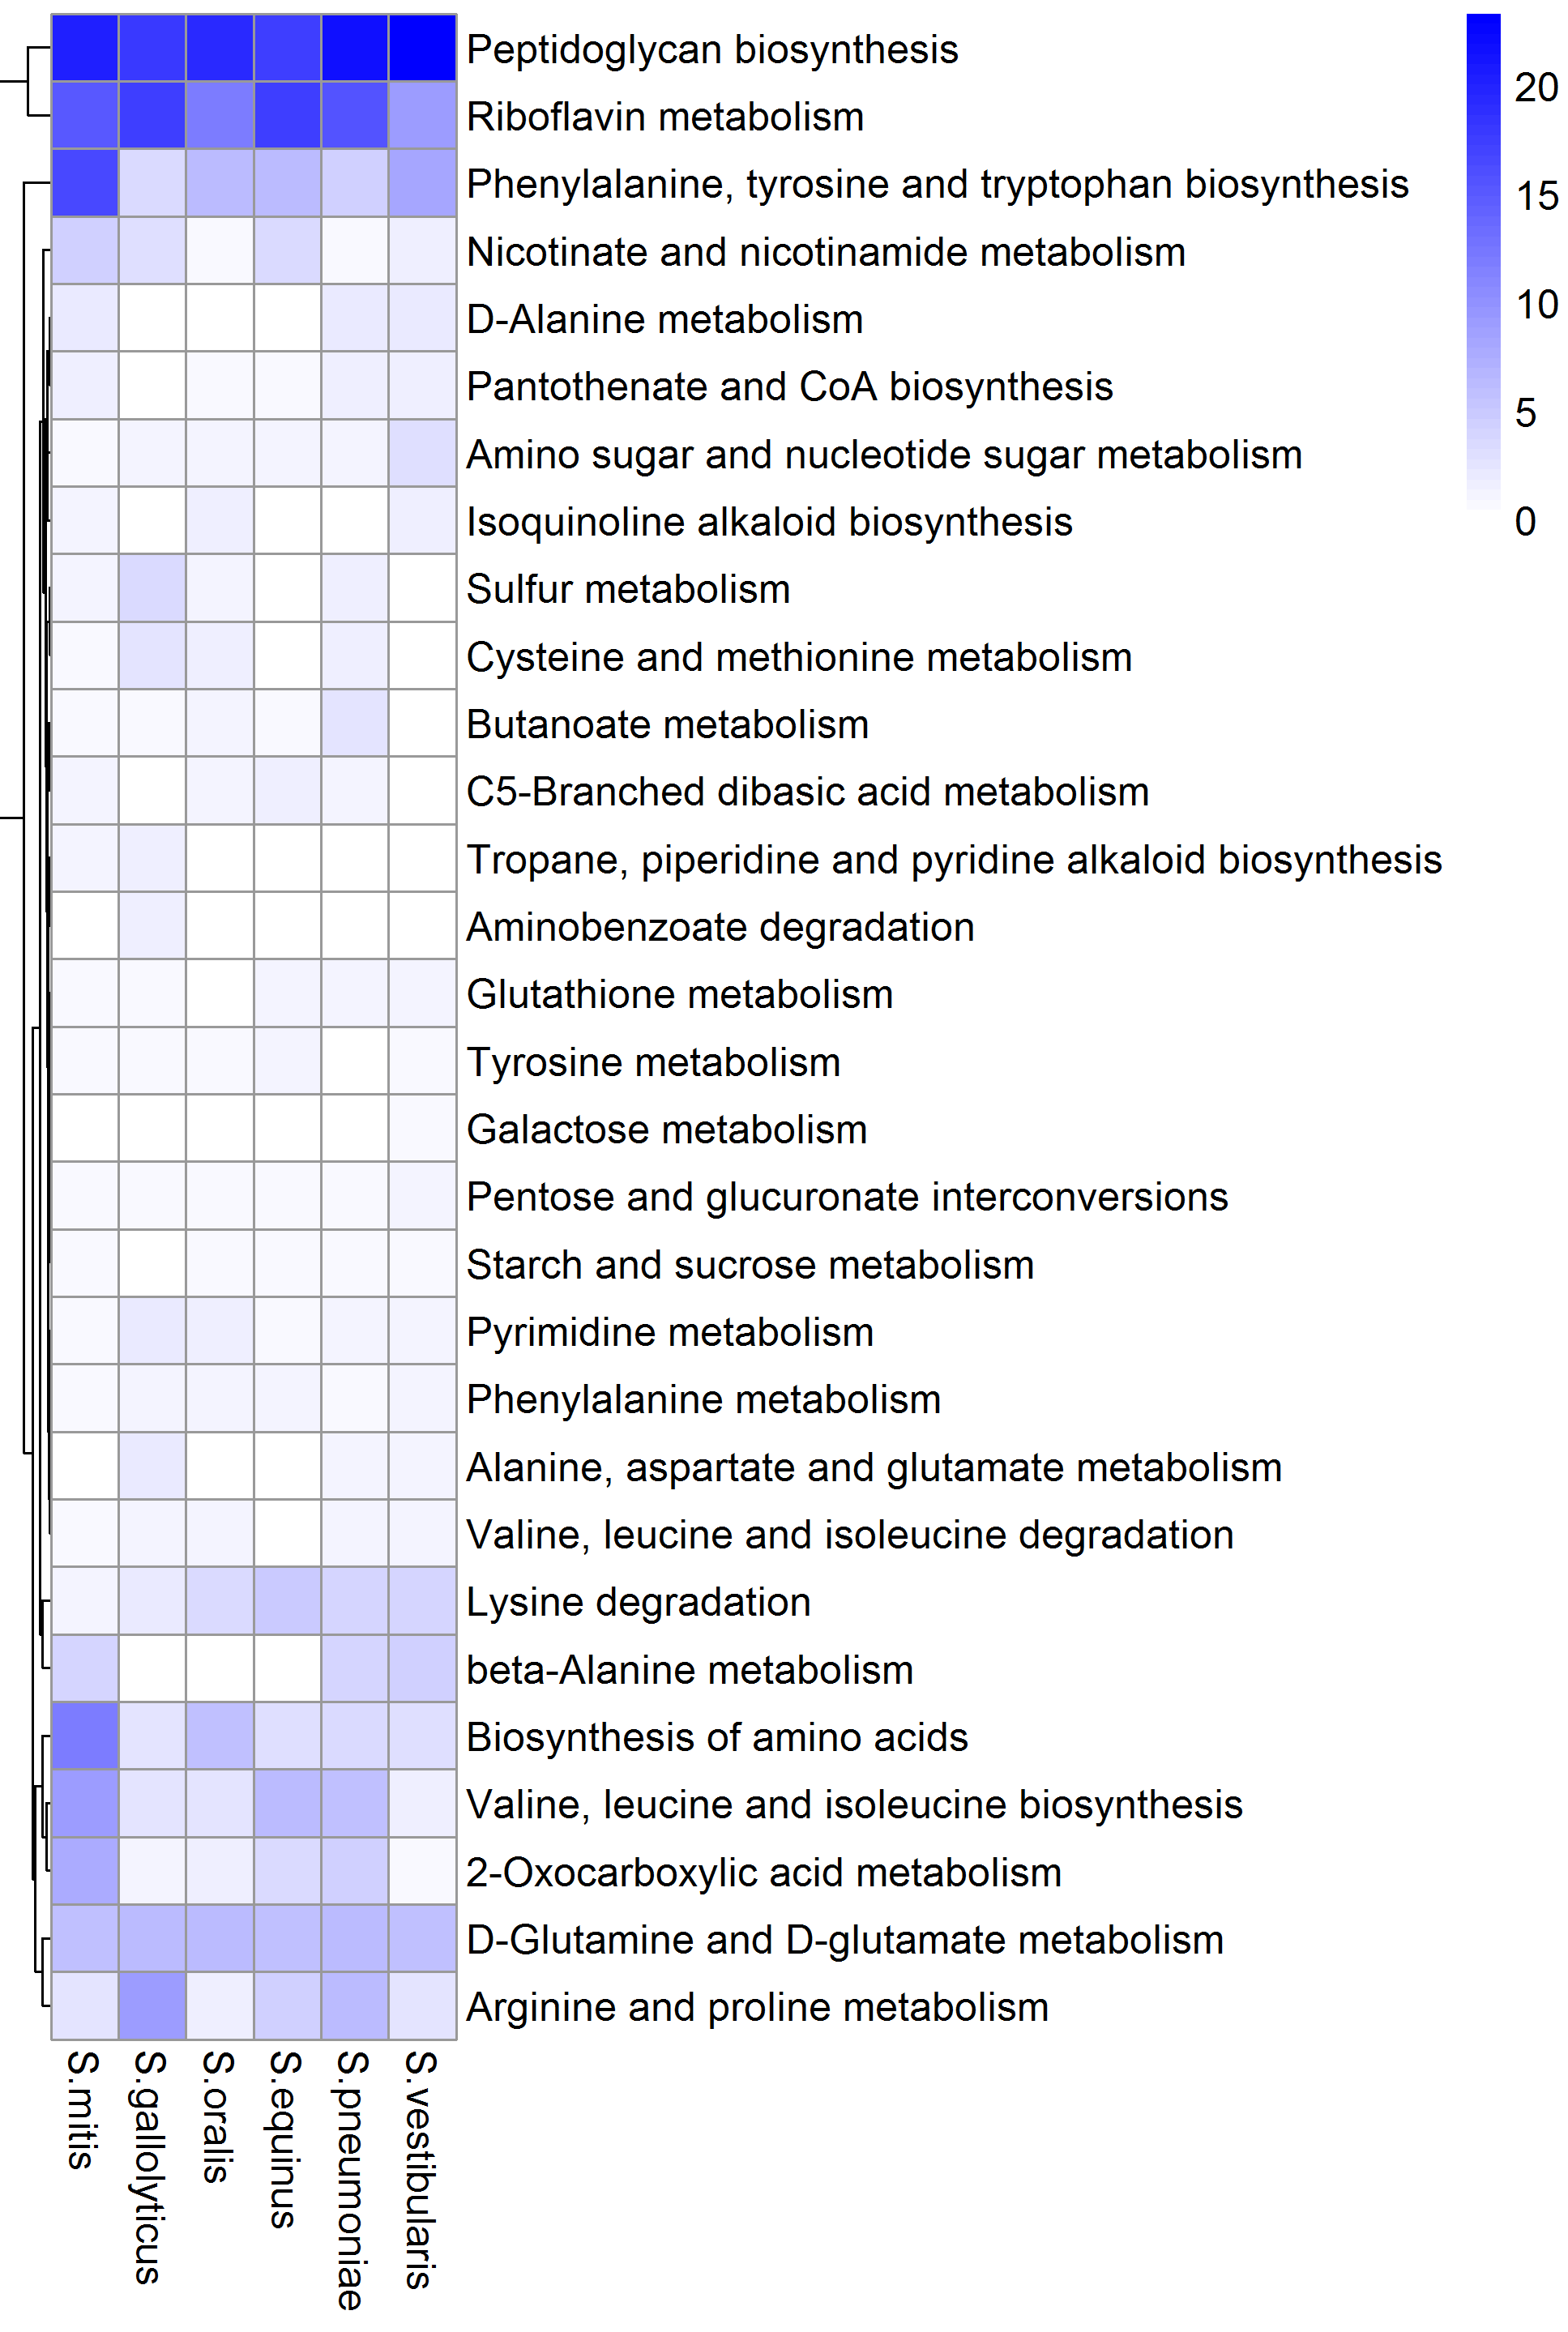 Peptidoglycan biosynthesis
Riboflavin metabolism
Phenylalanine, tyrosine and tryptophan biosynthesis
Nicotinate and nicotinamide metabolism
D-Alanine metabolism
Pantothenate and CoA biosynthesis
Amino sugar and nucleotide sugar metabolism
Isoquinoline alkaloid biosynthesis
Sulfur metabolism
Cysteine and methionine metabolism
Butanoate metabolism
C5-Branched dibasic acid metabolism
Tropane, piperidine and pyridine alkaloid biosynthesis
Aminobenzoate degradation
Glutathione metabolism
Tyrosine metabolism
Galactose metabolism
Pentose and glucuronate interconversions
Starch and sucrose metabolism
Pyrimidine metabolism
Phenylalanine metabolism
Alanine, aspartate and glutamate metabolism
Valine, leucine and isoleucine degradation
Lysine degradation
beta-Alanine metabolism
Biosynthesis of amino acids
Valine, leucine and isoleucine biosynthesis
2-Oxocarboxylic acid metabolism
D-Glutamine and D-glutamate metabolism
Arginine and proline metabolism
S.mitis
S.gallolyticus
S.oralis
S.equinus
S.pneumoniae
S.vestibularis
20
15
10
5
0